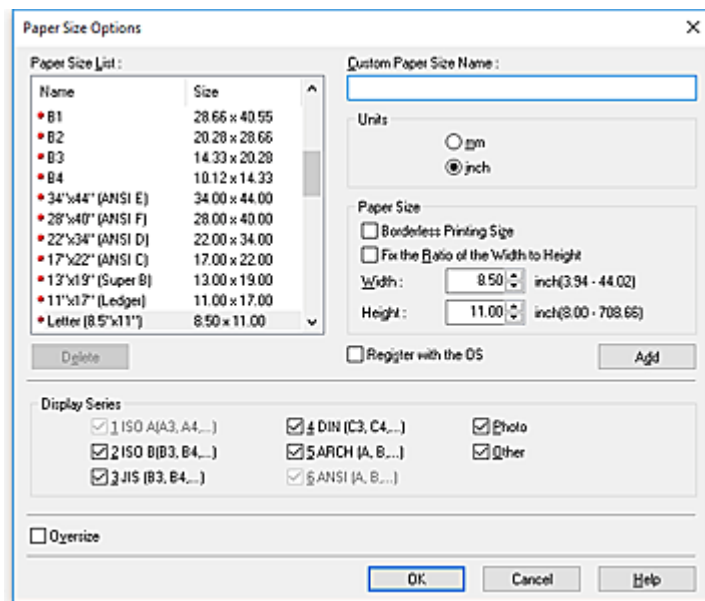 Paper Size Options
Paper Size List :
Name Size
B1 28.66 x 40.55
B2 20.28 x 28.66
B3 14.33 x 20.28
B4 10.12 x 14.33
34"x44" (ANSI E) 34.00 x 44.00
28"x40" (ANSI F) 28.00 x 40.00
22"x34" (ANSI D) 22.00 x 34.00
17"x22" (ANSI C) 17.00 x 22.00
13"x19" (Super B) 13.00 x 19.00
11"x17" (Ledger) 11.00 x 17.00
Letter (8.5"x11") 8.50 x 11.00
Delete
Custom Paper Size Name :
Units
mm
inch
Paper Size
Borderless Printing Size
Fix the Ratio of the Width to Height
Width : 8.50 inch(3.94 - 44.02)
Height : 11.00 inch(8.00 - 708.66)
Register with the OS Add
Display Series
1 ISO A(A3, A4,...) 4 DIN (C3, C4,...) Photo
2 ISO B(B3, B4,...) 5 ARCH (A, B,...) Other
3 JIS (B3, B4,...) 6 ANSI (A, B,...)
Oversize
OK Cancel Help